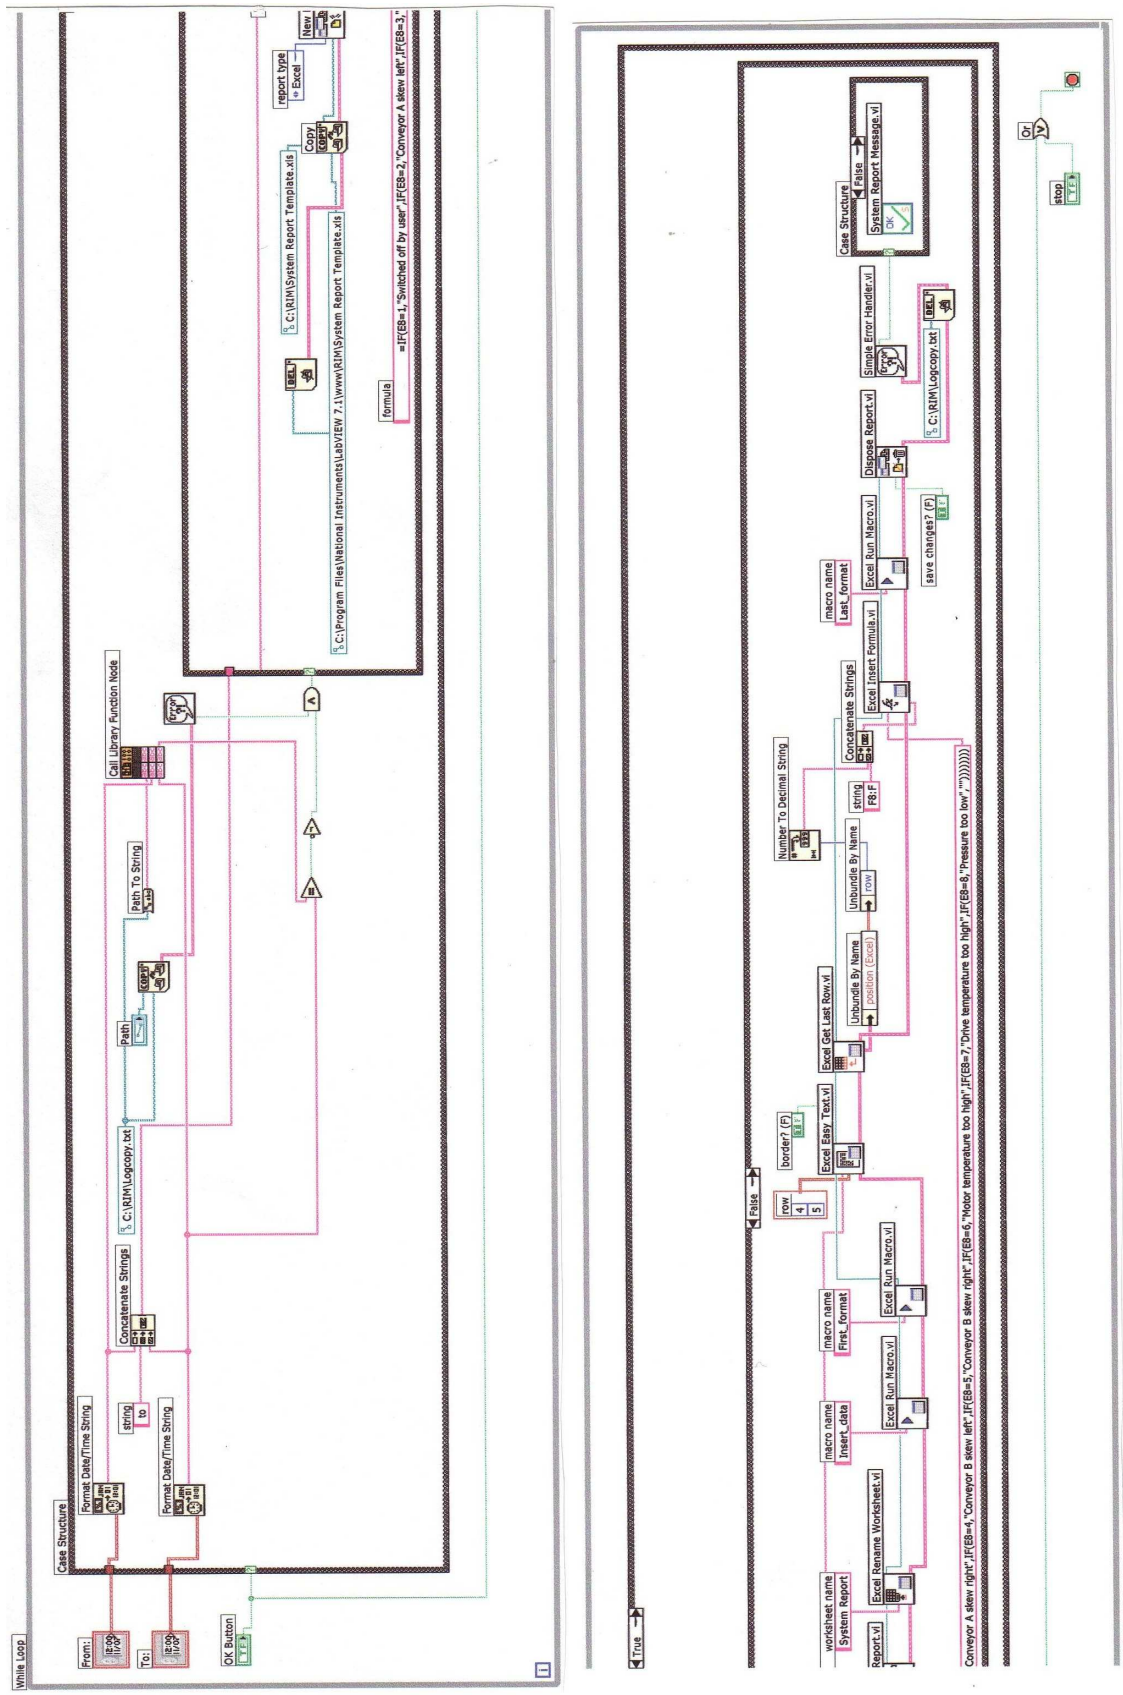 While Loop
Case Structure
From:
To:
OK Button
Format Date/Time String
Format Date/Time String
string
to
Concatenate Strings
C:\RIM\Logcopy.txt
Path
COPY
Path To String
Call Library Function Node
Error
C:\Program Files\National Instruments\LabVIEW 7.1\www\RIM\System Report Template.xls
DEL
C:\RIM\System Report Template.xls
Copy
COPY
report type
Excel
New
formula
=IF(E8=1,"Switched off by user",IF(E8=2,"Conveyor A skew left",IF(E8=3,"
i
True
False
worksheet name
System Report
Report.vi
Excel Rename Worksheet.vi
macro name
Insert_data
Excel Run Macro.vi
macro name
First_format
Excel Run Macro.vi
row
4
5
border? (F)
Excel Easy Text.vi
Excel Get Last Row.vi
Unbundle By Name
position (Excel)
Unbundle By Name
row
Number To Decimal String
string
F8:F
Concatenate Strings
Excel Insert Formula.vi
macro name
Last_format
Excel Run Macro.vi
save changes? (F)
Dispose Report.vi
C:\RIM\Logcopy.txt
DEL
Simple Error Handler.vi
Error
Case Structure
False
System Report Message.vi
OK
Conveyor A skew right",IF(E8=4,"Conveyor B skew left",IF(E8=5,"Conveyor B skew right",IF(E8=6,"Motor temperature too high",IF(E8=7,"Drive temperature too high",IF(E8=8,"Pressure too low",""))))))))
stop
TF
Or